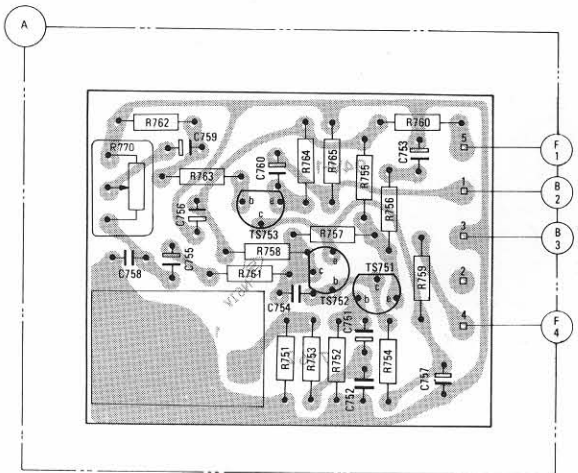 A
R762
C759
R770
R763
C760
R764
R765
R755
R756
R760
C753
5
F
1
1
B
2
3
B
3
2
4
F
4
C756
b
e
c
TS753
R757
R758
C755
C758
R761
e
c
b
TS752
C754
TS751
c
b
e
R759
R751
R753
R752
C751
C752
R754
C757